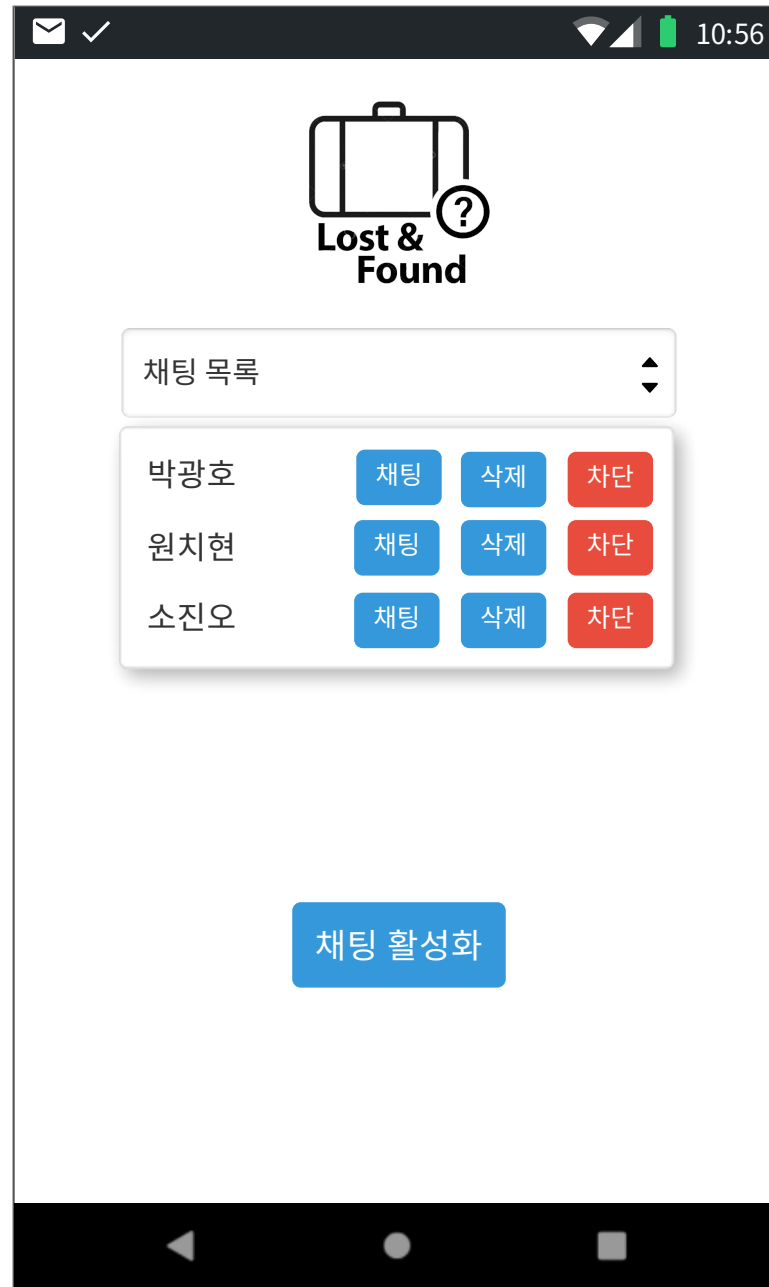 10:56
?
Lost &
Found
채팅 목록
박광호 채팅 삭제 차단
원치현 채팅 삭제 차단
소진오 채팅 삭제 차단
채팅 활성화